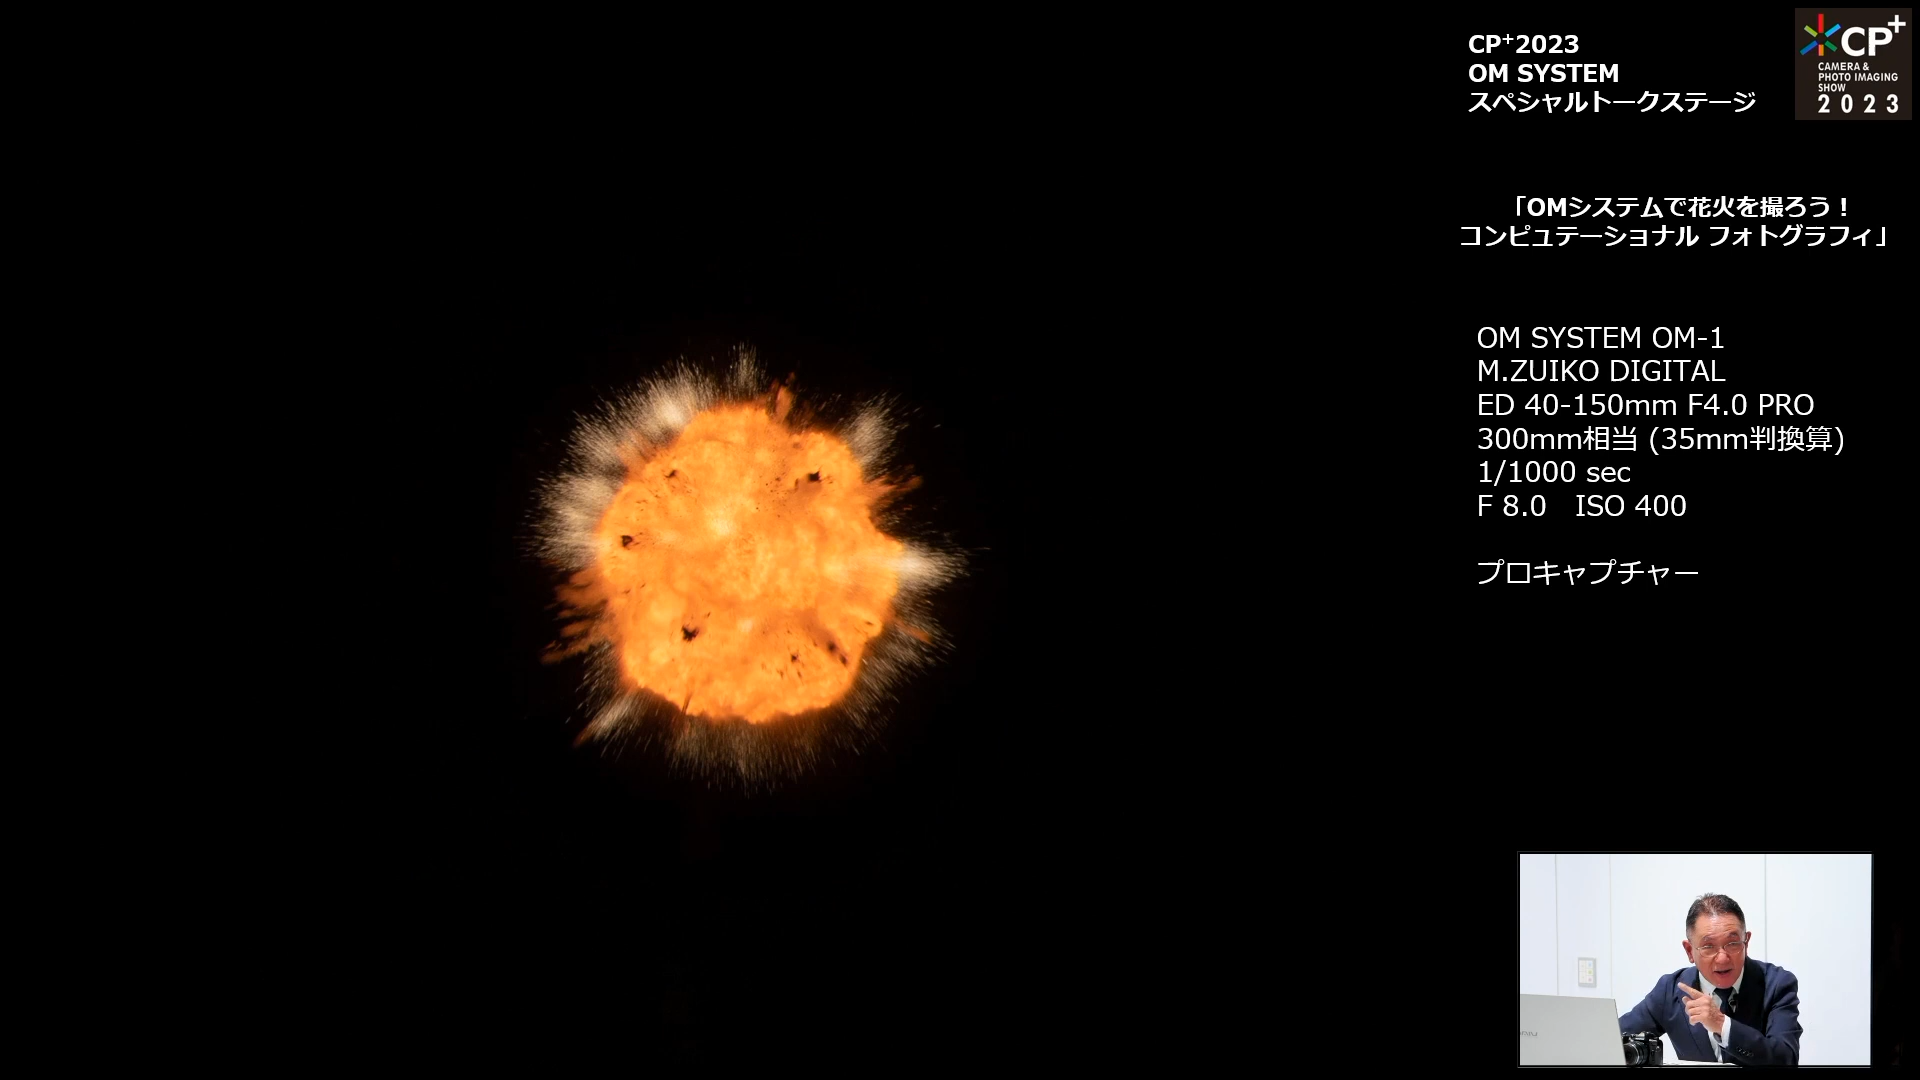 CP+2023
OM SYSTEM
スペシャルトークステージ
CP+
CAMERA &
PHOTO IMAGING
SHOW
2023
「OMシステムで花火を撮ろう！
コンピュテーショナル フォトグラフィ」
OM SYSTEM OM-1
M.ZUIKO DIGITAL
ED 40-150mm F4.0 PRO
300mm相当 (35mm判換算)
1/1000 sec
F 8.0　ISO 400
プロキャプチャー